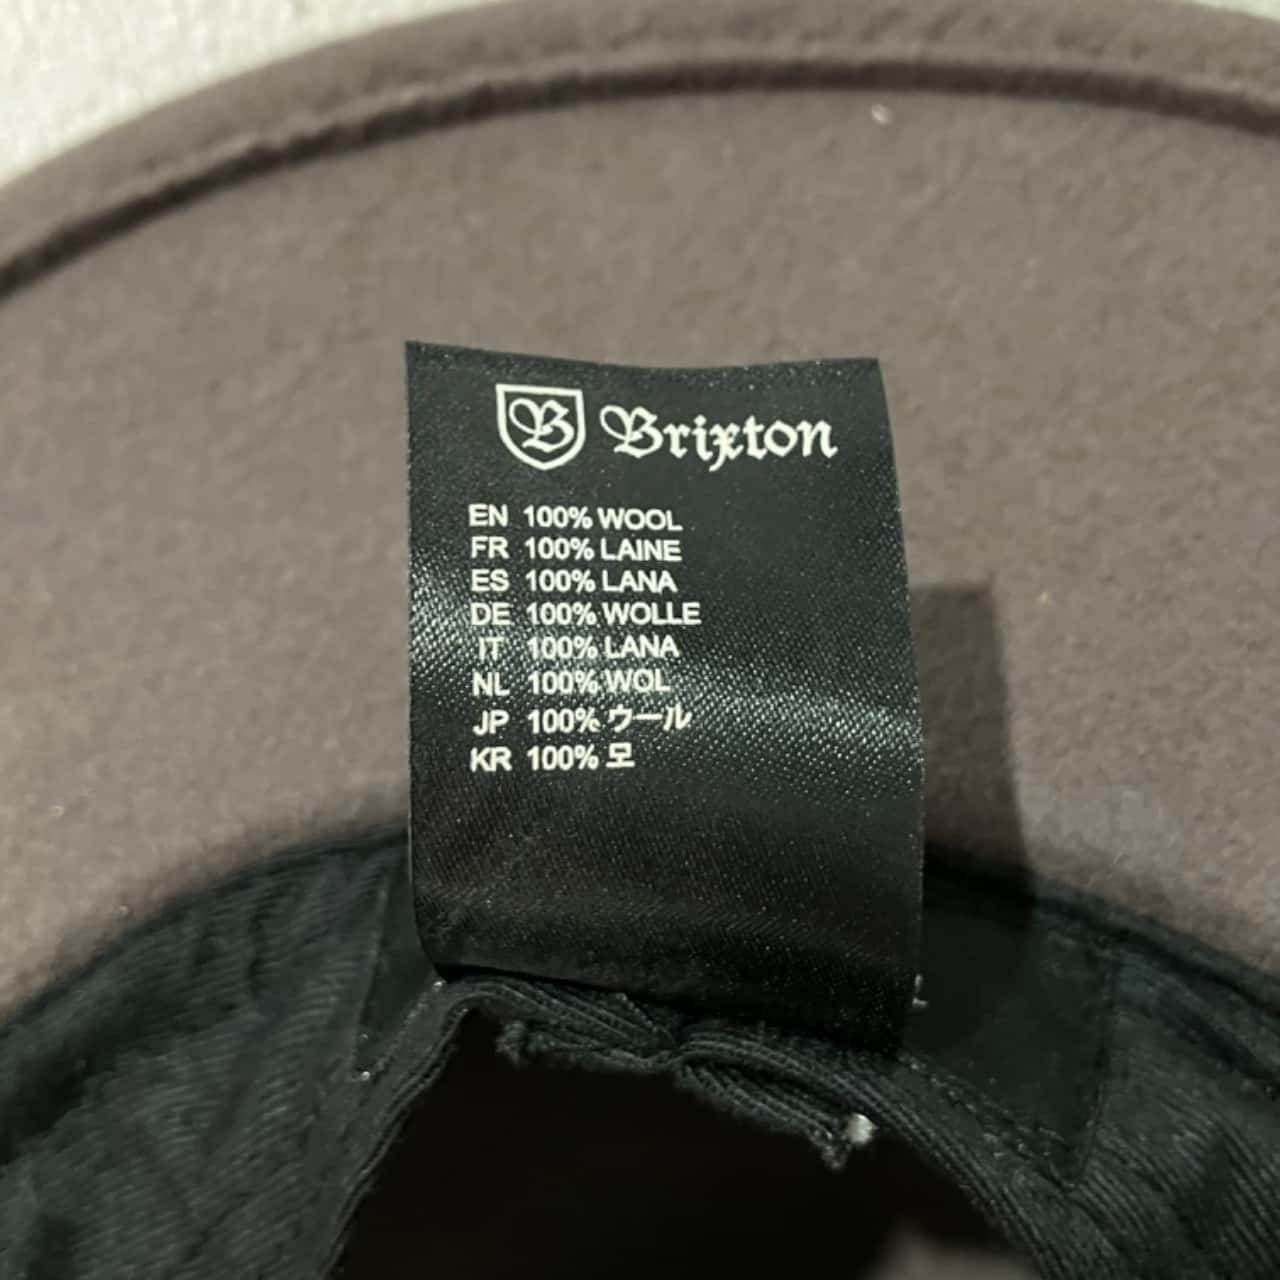 B Brixton
EN 100% WOOL
FR 100% LAINE
ES 100% LANA
DE 100% WOLLE
IT 100% LANA
NL 100% WOL
JP 100% ウール
KR 100% 모